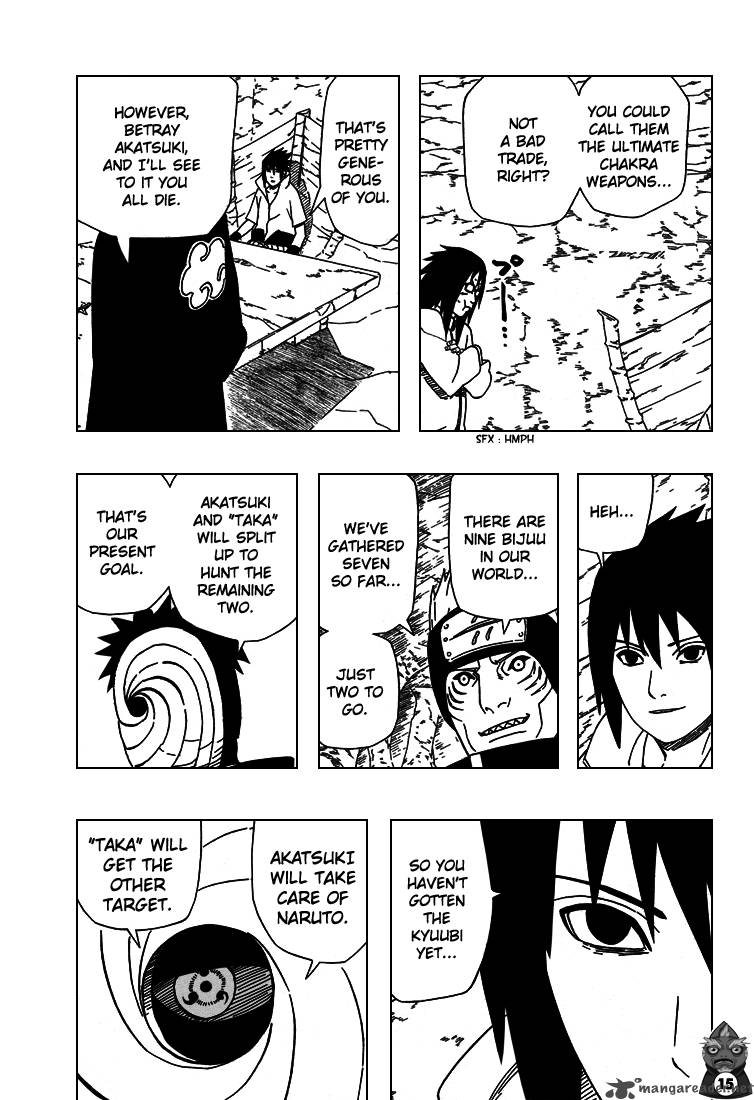 YOU COULD
CALL THEM
THE ULTIMATE
CHAKRA
WEAPONS...
NOT
A BAD
TRADE,
RIGHT?
プー…
SFX : HMPH
THAT'S
PRETTY
GENE-
ROUS
OF YOU.
HOWEVER,
BETRAY
AKATSUKI,
AND I'LL SEE
TO IT YOU
ALL DIE.
HEH...
THERE ARE
NINE BIJUU
IN OUR
WORLD...
WE'VE
GATHERED
SEVEN
SO FAR...
JUST
TWO TO
GO.
AKATSUKI
AND "TAKA"
WILL SPLIT
UP TO
HUNT THE
REMAINING
TWO.
THAT'S
OUR
PRESENT
GOAL.
SO YOU
HAVEN'T
GOTTEN
THE
KYUUBI
YET...
AKATSUKI
WILL TAKE
CARE OF
NARUTO.
"TAKA" WILL
GET THE
OTHER
TARGET.
15
mangareader.net